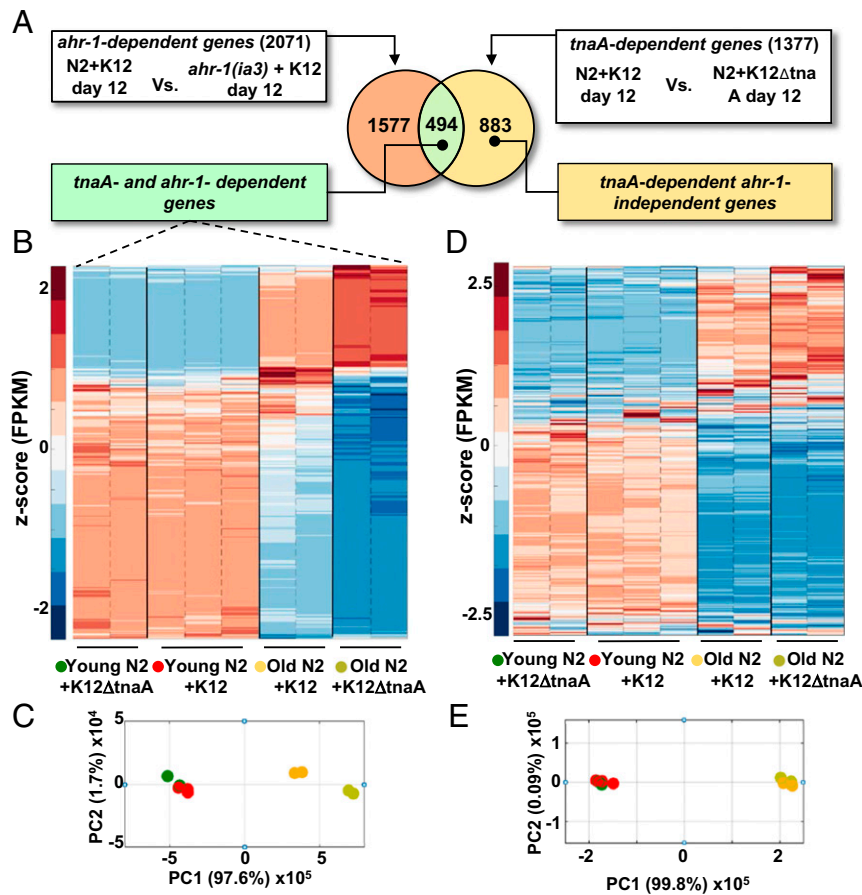 A
ahr-1-dependent genes (2071)
N2+K12 day 12 Vs. ahr-1(ia3) + K12 day 12
tnaA-dependent genes (1377)
N2+K12 day 12 Vs. N2+K12Δtna A day 12
1577 494 883
tnaA- and ahr-1- dependent
genes
tnaA-dependent ahr-1-
independent genes
B
z-score (FPKM)
2
0
-2
Young N2 +K12ΔtnaA
Young N2 +K12
Old N2 +K12
Old N2 +K12ΔtnaA
D
z-score (FPKM)
2.5
0
-2.5
Young N2 +K12ΔtnaA
Young N2 +K12
Old N2 +K12
Old N2 +K12ΔtnaA
C
PC2 (1.7%) x10⁴
5
0
-5
-5 0 5
PC1 (97.6%) x10⁵
E
PC2 (0.09%) x10⁵
1
0
-1
-2 0 2
PC1 (99.8%) x10⁵